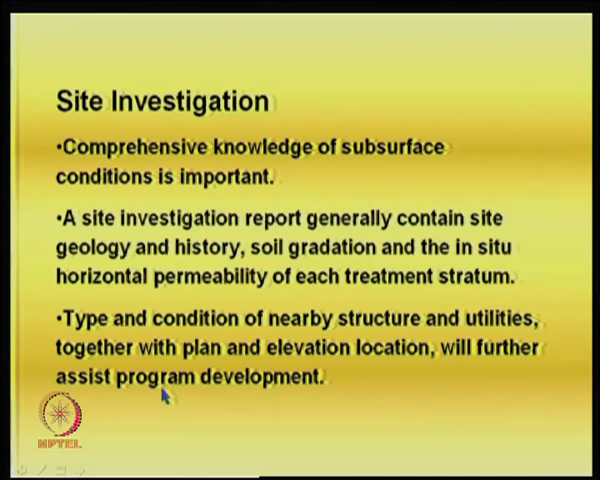 Site Investigation
•Comprehensive knowledge of subsurface
conditions is important.
•A site investigation report generally contain site
geology and history, soil gradation and the in situ
horizontal permeability of each treatment stratum.
•Type and condition of nearby structure and utilities,
together with plan and elevation location, will further
assist program development.
NPTEL